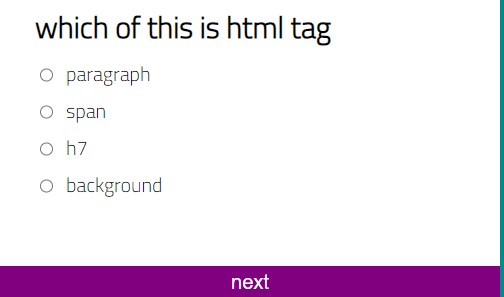 which of this is html tag
paragraph
span
h7
background
next